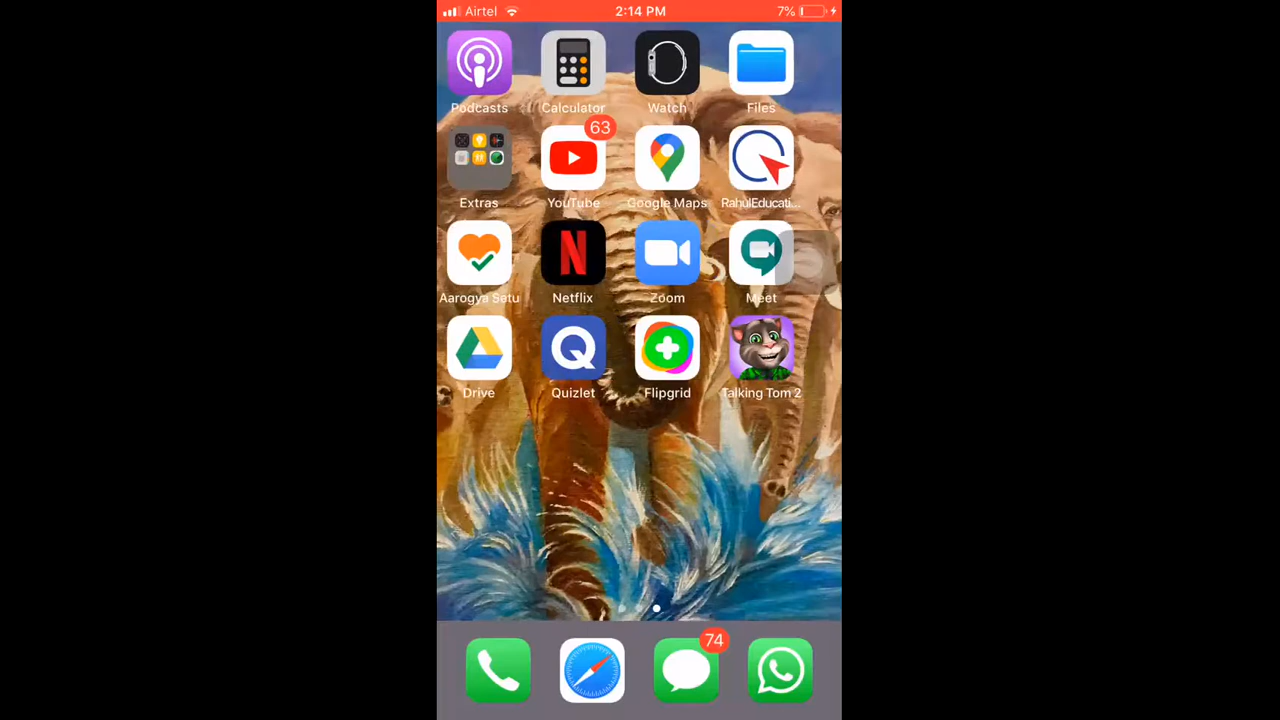 Airtel 2:14 PM 7%
Podcasts Calculator Watch Files
63
Extras YouTube Google Maps RahulEducati...
Aarogya Setu Netflix Zoom Meet
Drive Quizlet Flipgrid Talking Tom 2
74